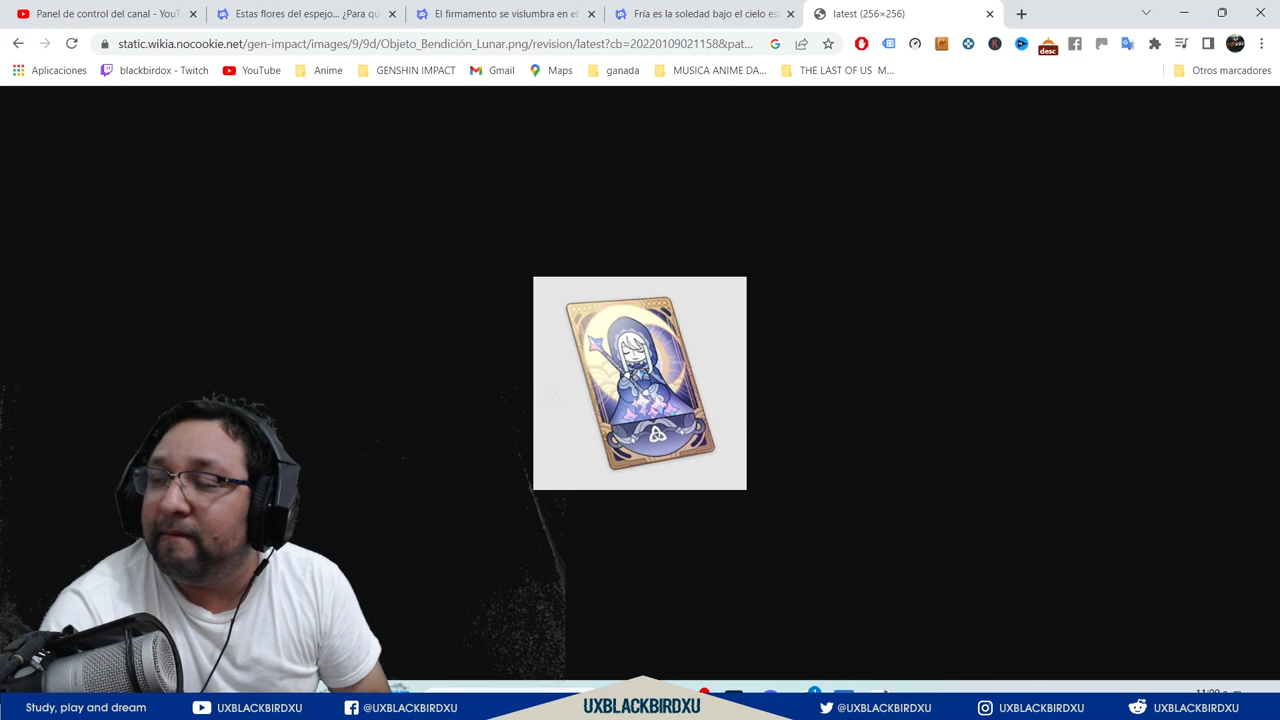 Panel de control del canal - YouT
Estas flores del espejo... ¿Para qu
El firmamento se vislumbra en el
Fría es la soledad bajo el cielo es
latest (256×256)
static.wikia.nocookie.net/gen-impact/images/9/9d/Objeto_Bendición_Lunar.png/revision/latest?cb=20220109021158&pat...
desc
Aplicaciones
blackbirdox - Twitch
YouTube
Anime
GENSHIN IMPACT
Gmail
Maps
ganada
MUSICA ANIME DA...
THE LAST OF US M...
Otros marcadores
Study, play and dream
UXBLACKBIRDXU
@UXBLACKBIRDXU
UXBLACKBIRDXU
@UXBLACKBIRDXU
UXBLACKBIRDXU
UXBLACKBIRDXU